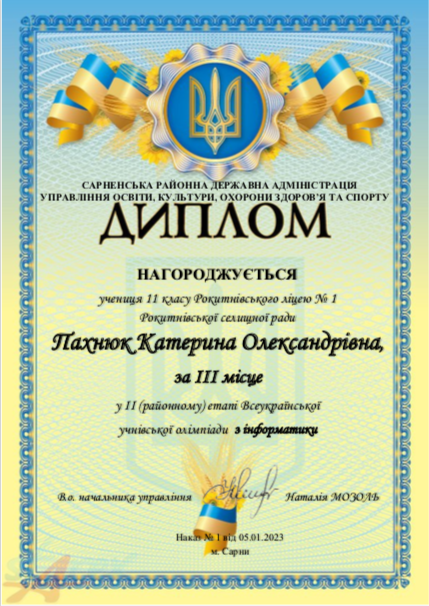 САРНЕНСЬКА РАЙОННА ДЕРЖАВНА АДМІНІСТРАЦІЯ
УПРАВЛІННЯ ОСВІТИ, КУЛЬТУРИ, ОХОРОНИ ЗДОРОВ'Я ТА СПОРТУ
ДИПЛОМ
НАГОРОДЖУЄТЬСЯ
учениця 11 класу Рокитнівського ліцею № 1
Рокитнівської селищної ради
Пахнюк Катерина Олександрівна,
за ІІІ місце
у ІІ (районному) етапі Всеукраїнської
учнівської олімпіади з інформатики
В.о. начальника управління Наталія МОЗОЛЬ
Наказ № 1 від 05.01.2023
м. Сарни